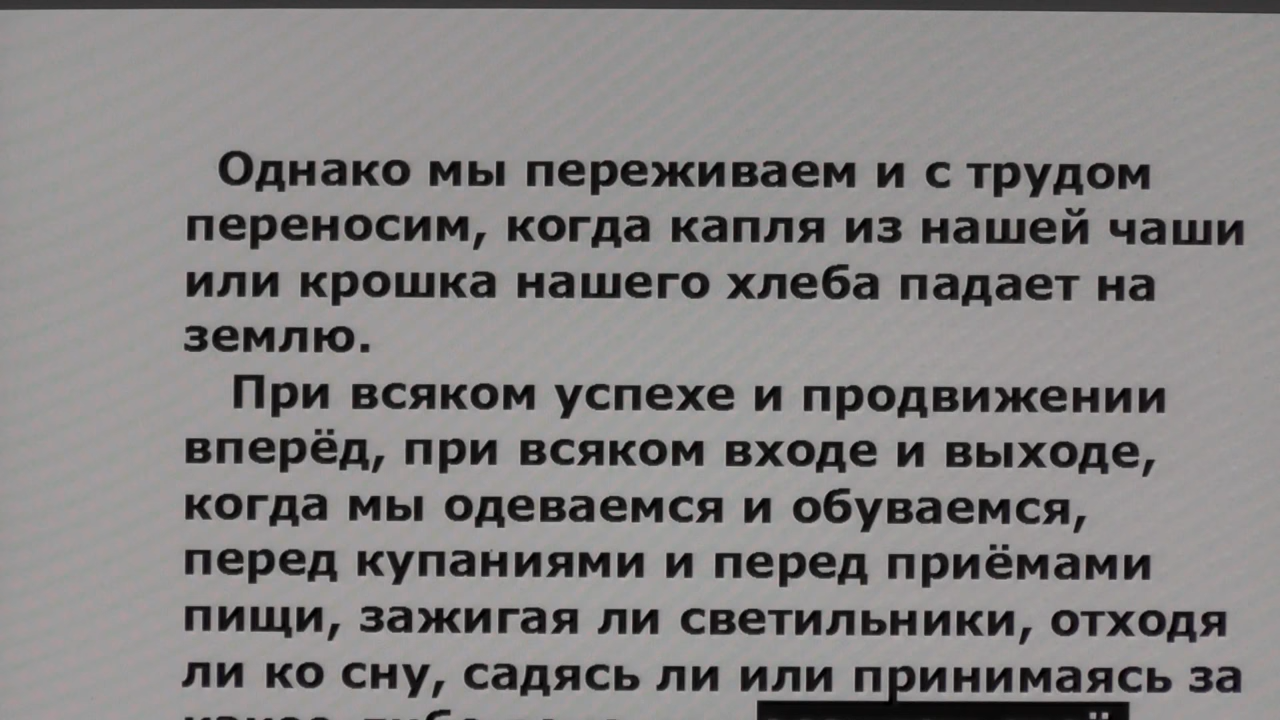 Однако мы переживаем и с трудом
переносим, когда капля из нашей чаши
или крошка нашего хлеба падает на
землю.
При всяком успехе и продвижении
вперёд, при всяком входе и выходе,
когда мы одеваемся и обуваемся,
перед купаниями и перед приёмами
пищи, зажигая ли светильники, отходя
ли ко сну, садясь ли или принимаясь за